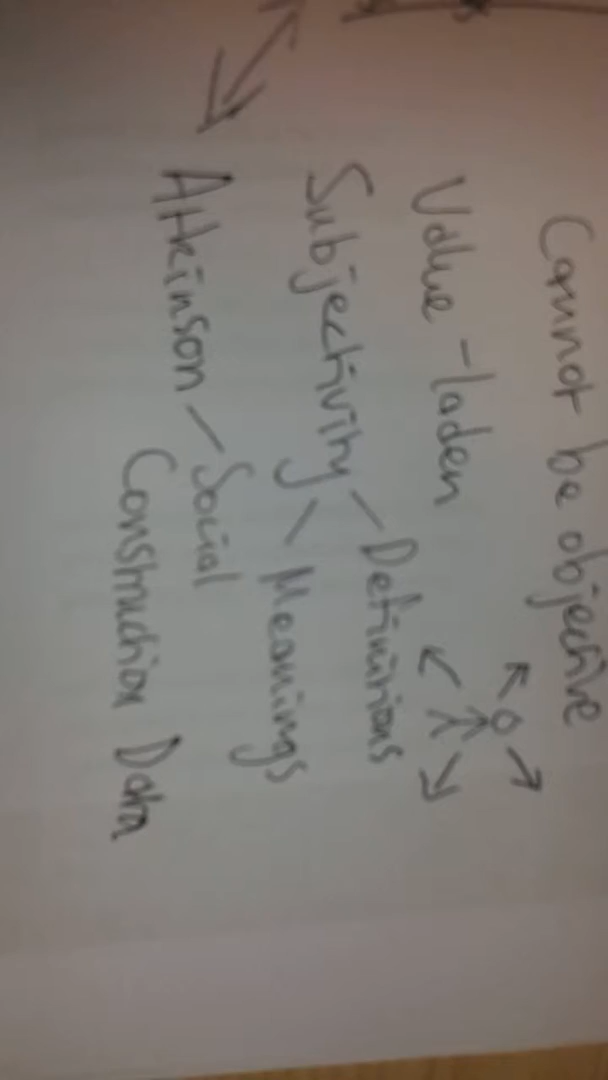 Cannot be objective
Value-laden
Subjectivity - Definitions
- Meanings
Atkinson - Social
Construction Data